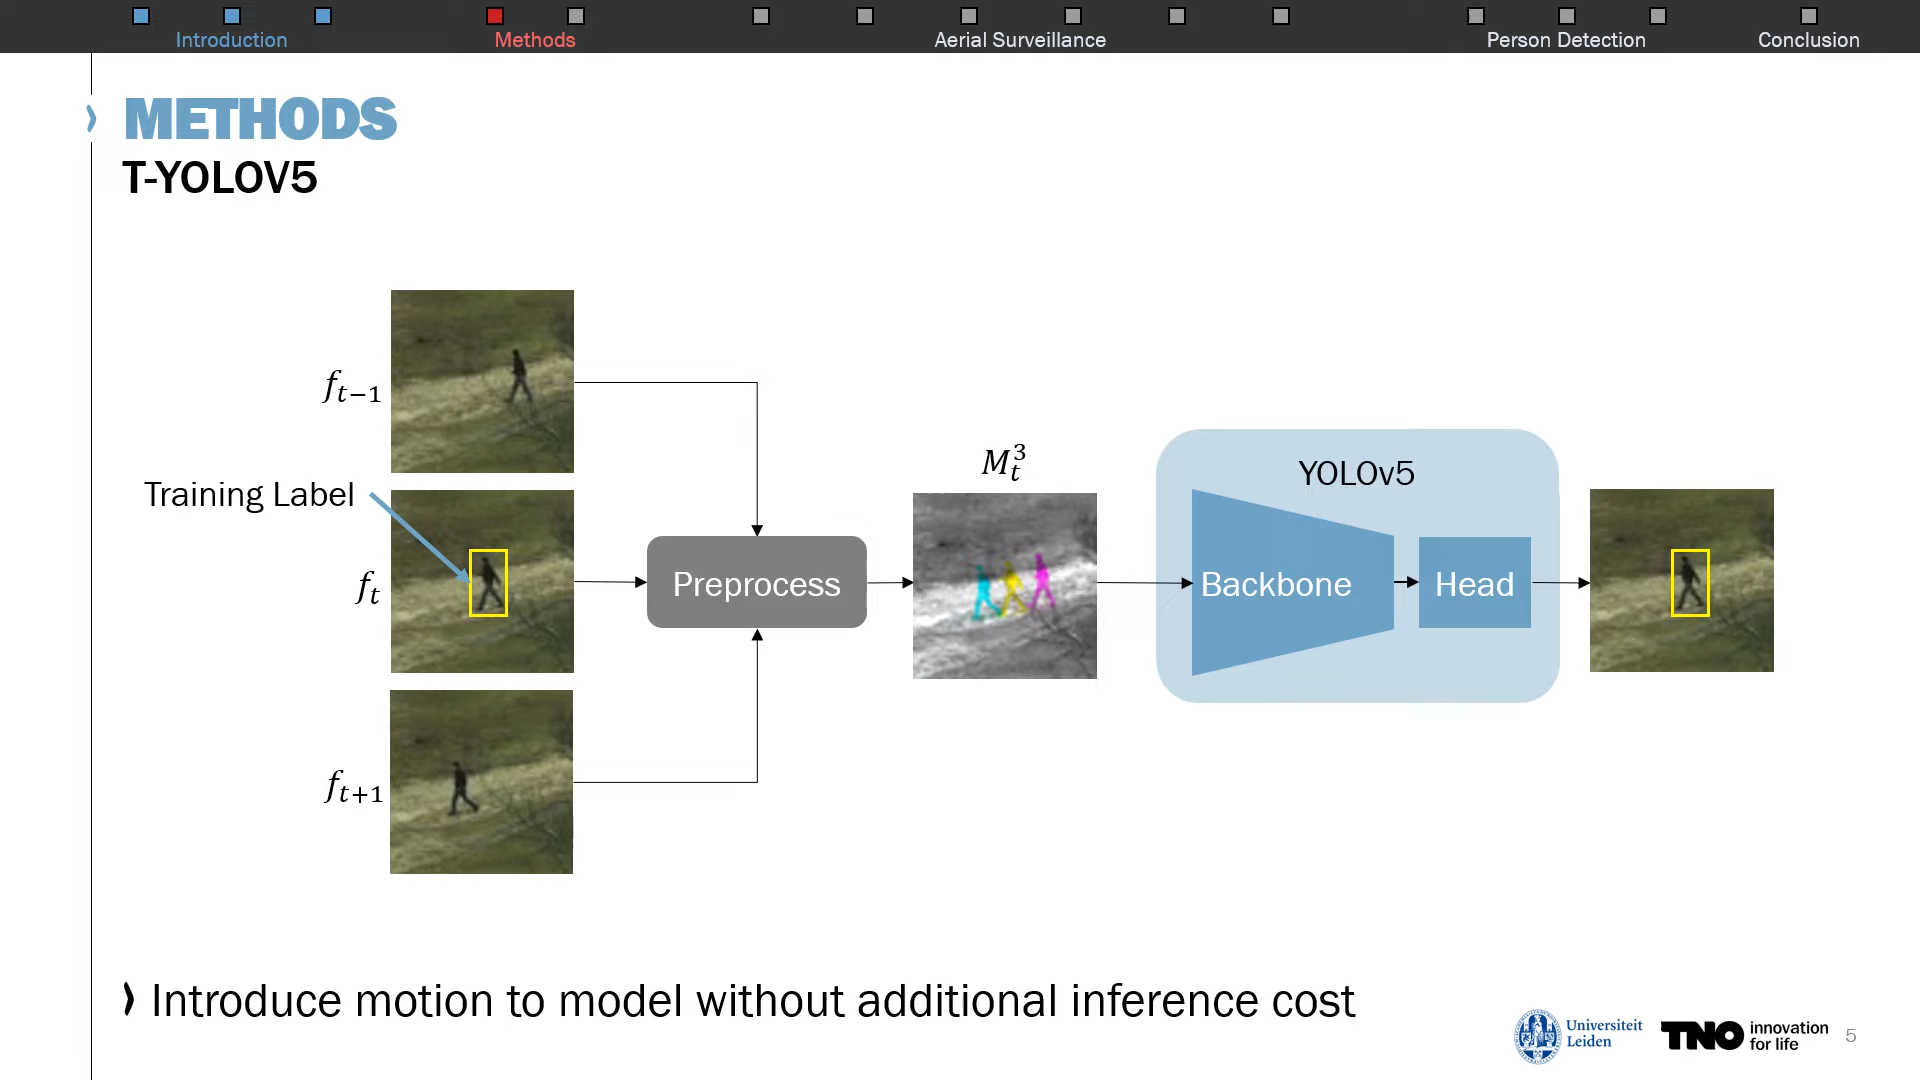 Introduction
Methods
Aerial Surveillance
Person Detection
Conclusion
METHODS
T-YOLOV5
f_{t−1}
Training Label
f_t
f_{t+1}
Preprocess
M_t^3
YOLOv5
Backbone
Head
Introduce motion to model without additional inference cost
Universiteit
Leiden
TNO innovation
for life
5